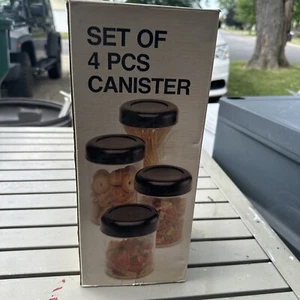 SET OF
4 PCS
CANISTER